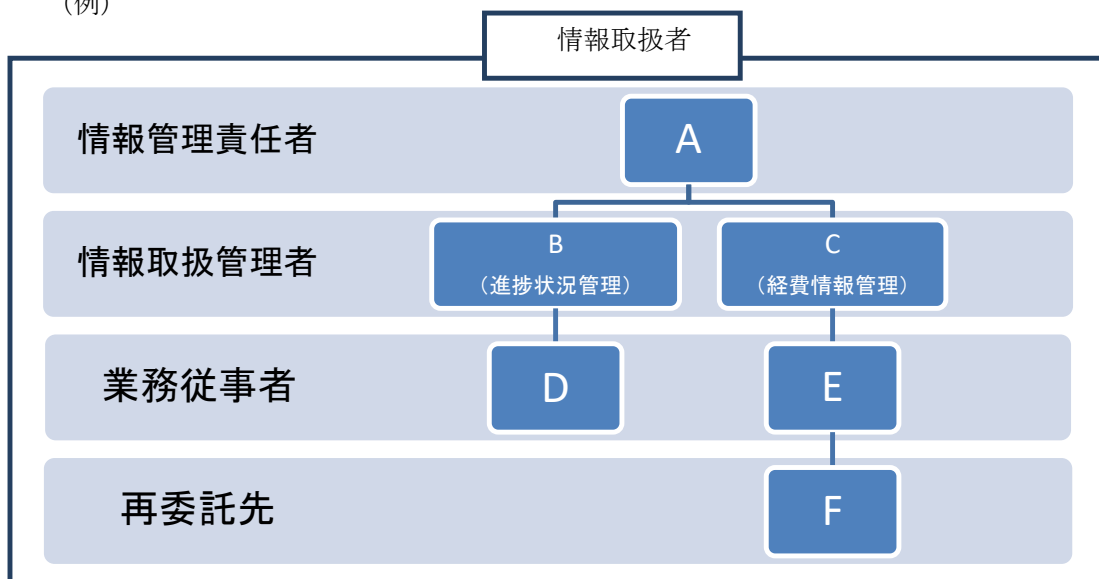 （例）
情報取扱者
情報管理責任者
A
情報取扱管理者
B
（進捗状況管理）
C
（経費情報管理）
業務従事者
D
E
再委託先
F